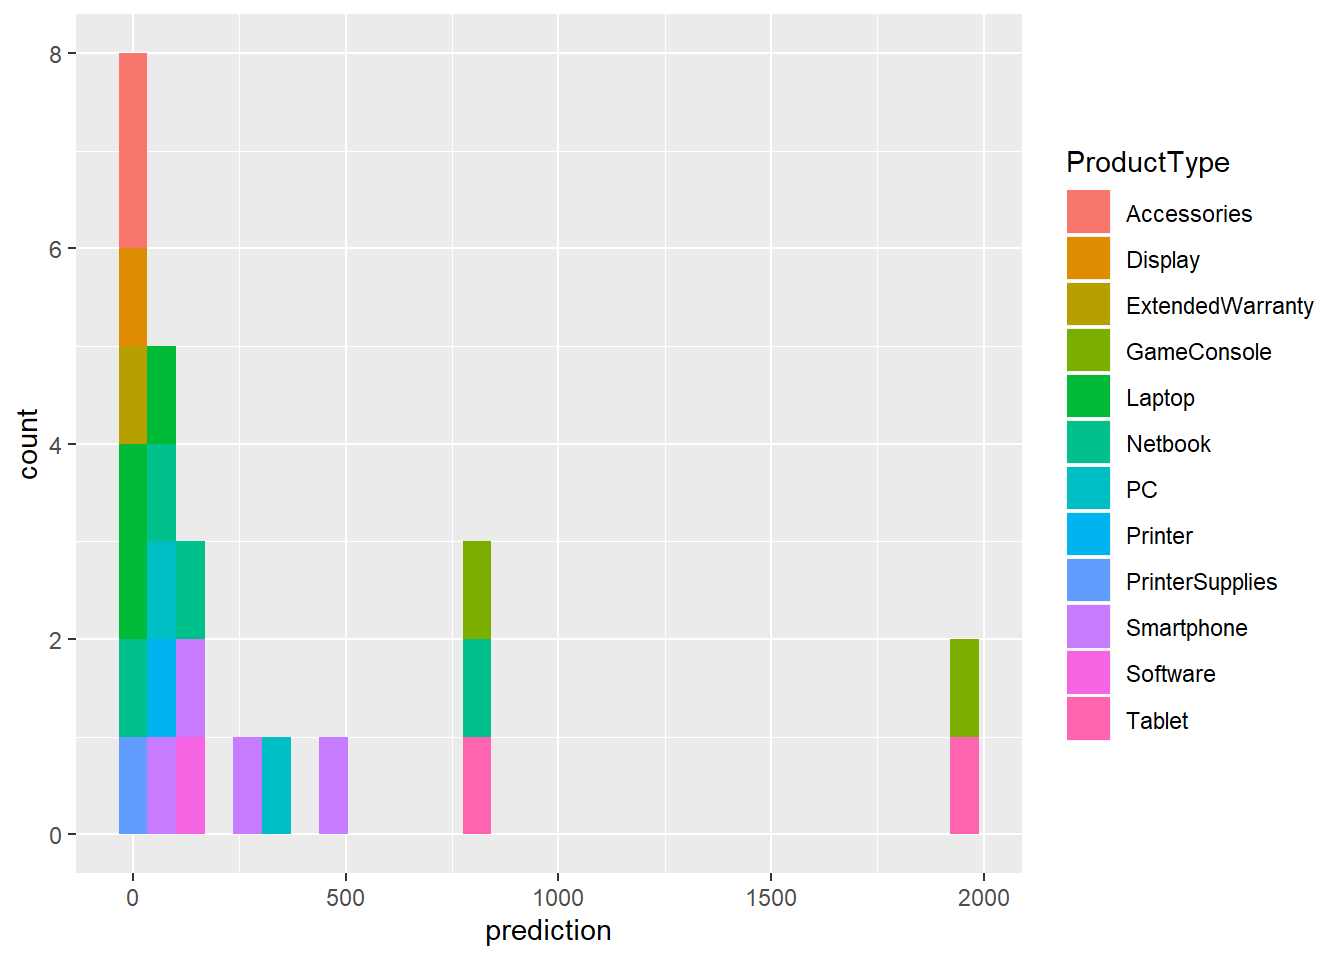 8
6
4
2
0
count
0 500 1000 1500 2000
prediction
ProductType
Accessories
Display
ExtendedWarranty
GameConsole
Laptop
Netbook
PC
Printer
PrinterSupplies
Smartphone
Software
Tablet